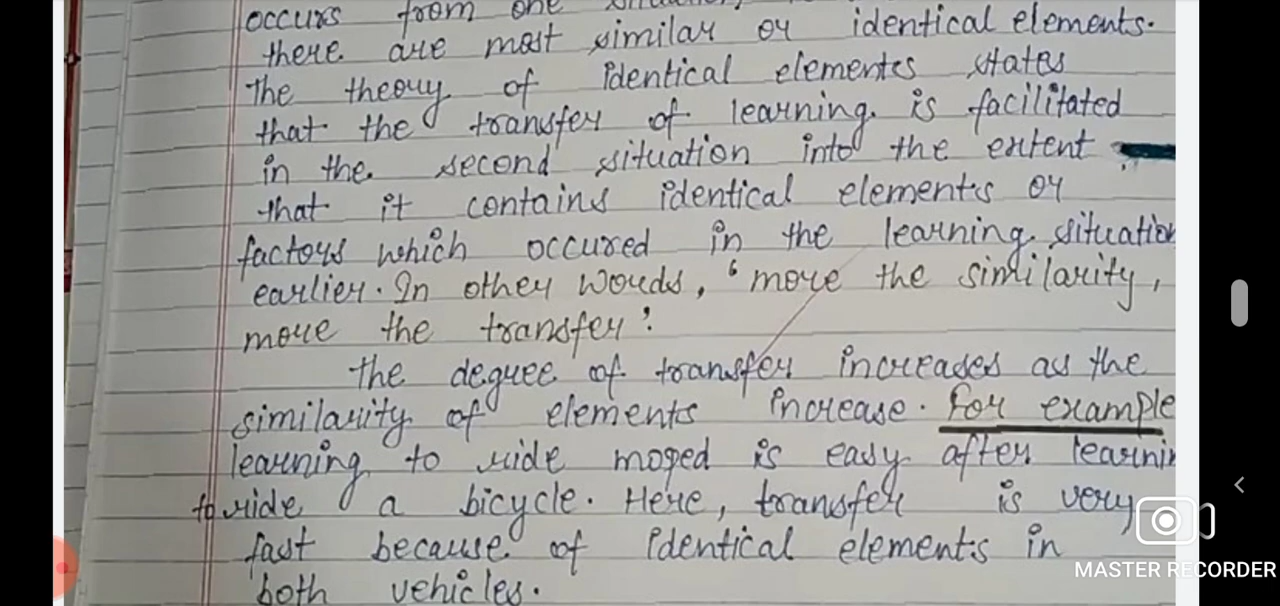 occurs from one
there are most similar or identical elements.
The theory of identical elementes states
that the transfer of learning is facilitated
in the second situation into the extent
that it contains identical elements or
factors which occured in the learning situation
earlier. In other words, “ more the similarity,
more the transfer".
The degree of transfer increases as the
similarity of elements increase. For example
learning to ride moped is easy after learnin
to ride a bicycle. Here, transfer is very
fast because of identical elements in
both vehicles.
MASTER RECORDER